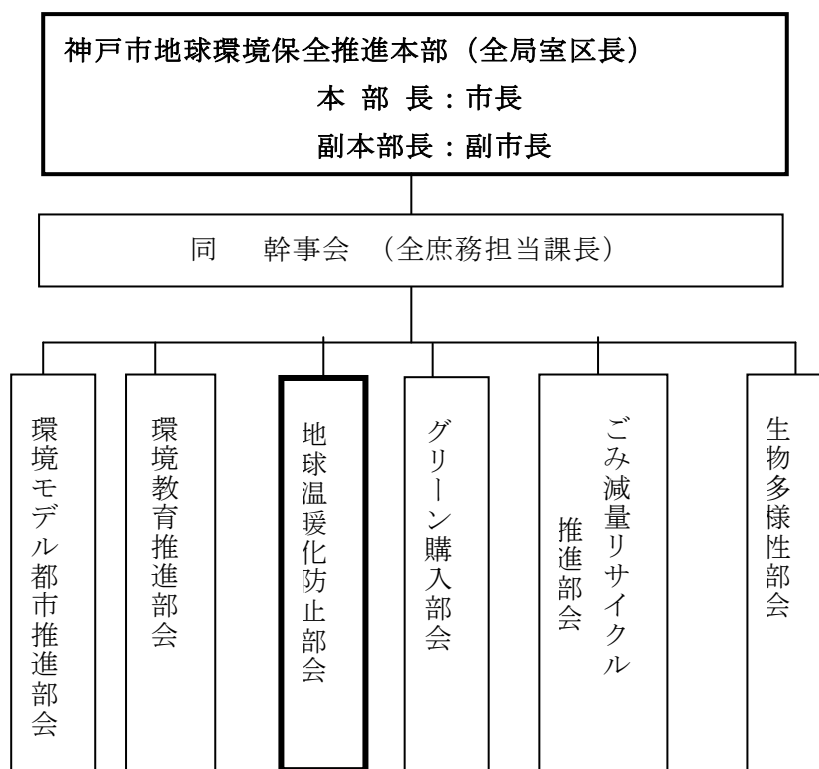 神戸市地球環境保全推進本部（全局室区長）
本 部 長：市長
副本部長：副市長
同　幹事会　（全庶務担当課長）
環境モデル都市推進部会
環境教育推進部会
地球温暖化防止部会
グリーン購入部会
ごみ減量リサイクル
推進部会
生物多様性部会